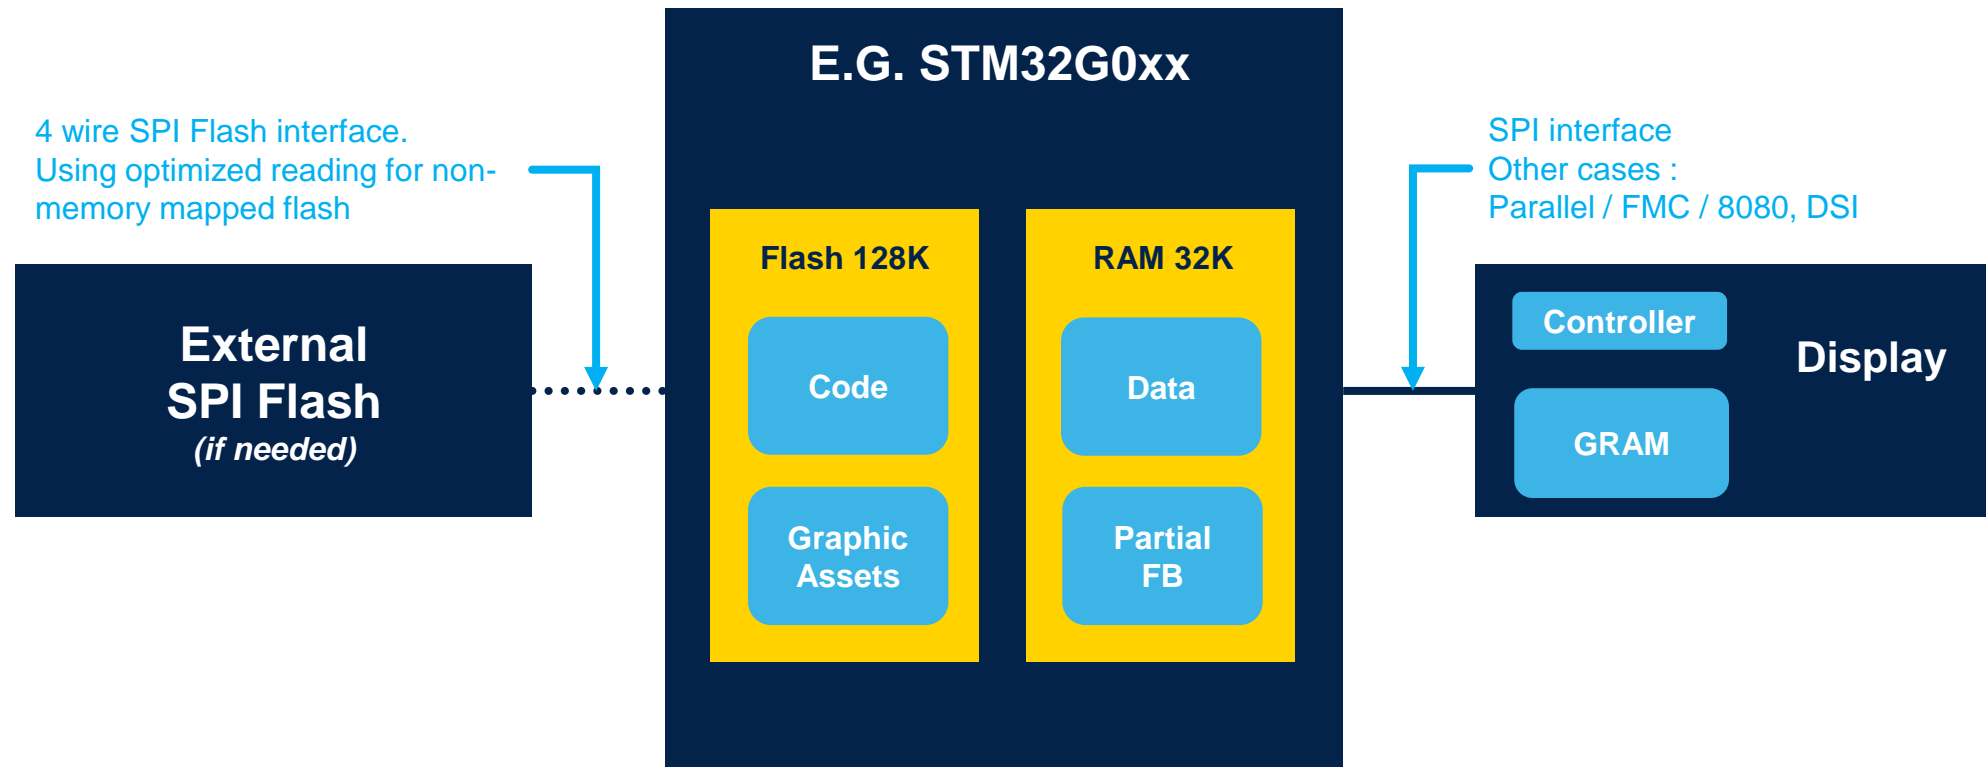 E.G. STM32G0xx
4 wire SPI Flash interface.
Using optimized reading for non-
memory mapped flash
External
SPI Flash
(if needed)
Flash 128K
Code
Graphic
Assets
RAM 32K
Data
Partial
FB
SPI interface
Other cases :
Parallel / FMC / 8080, DSI
Controller
GRAM
Display